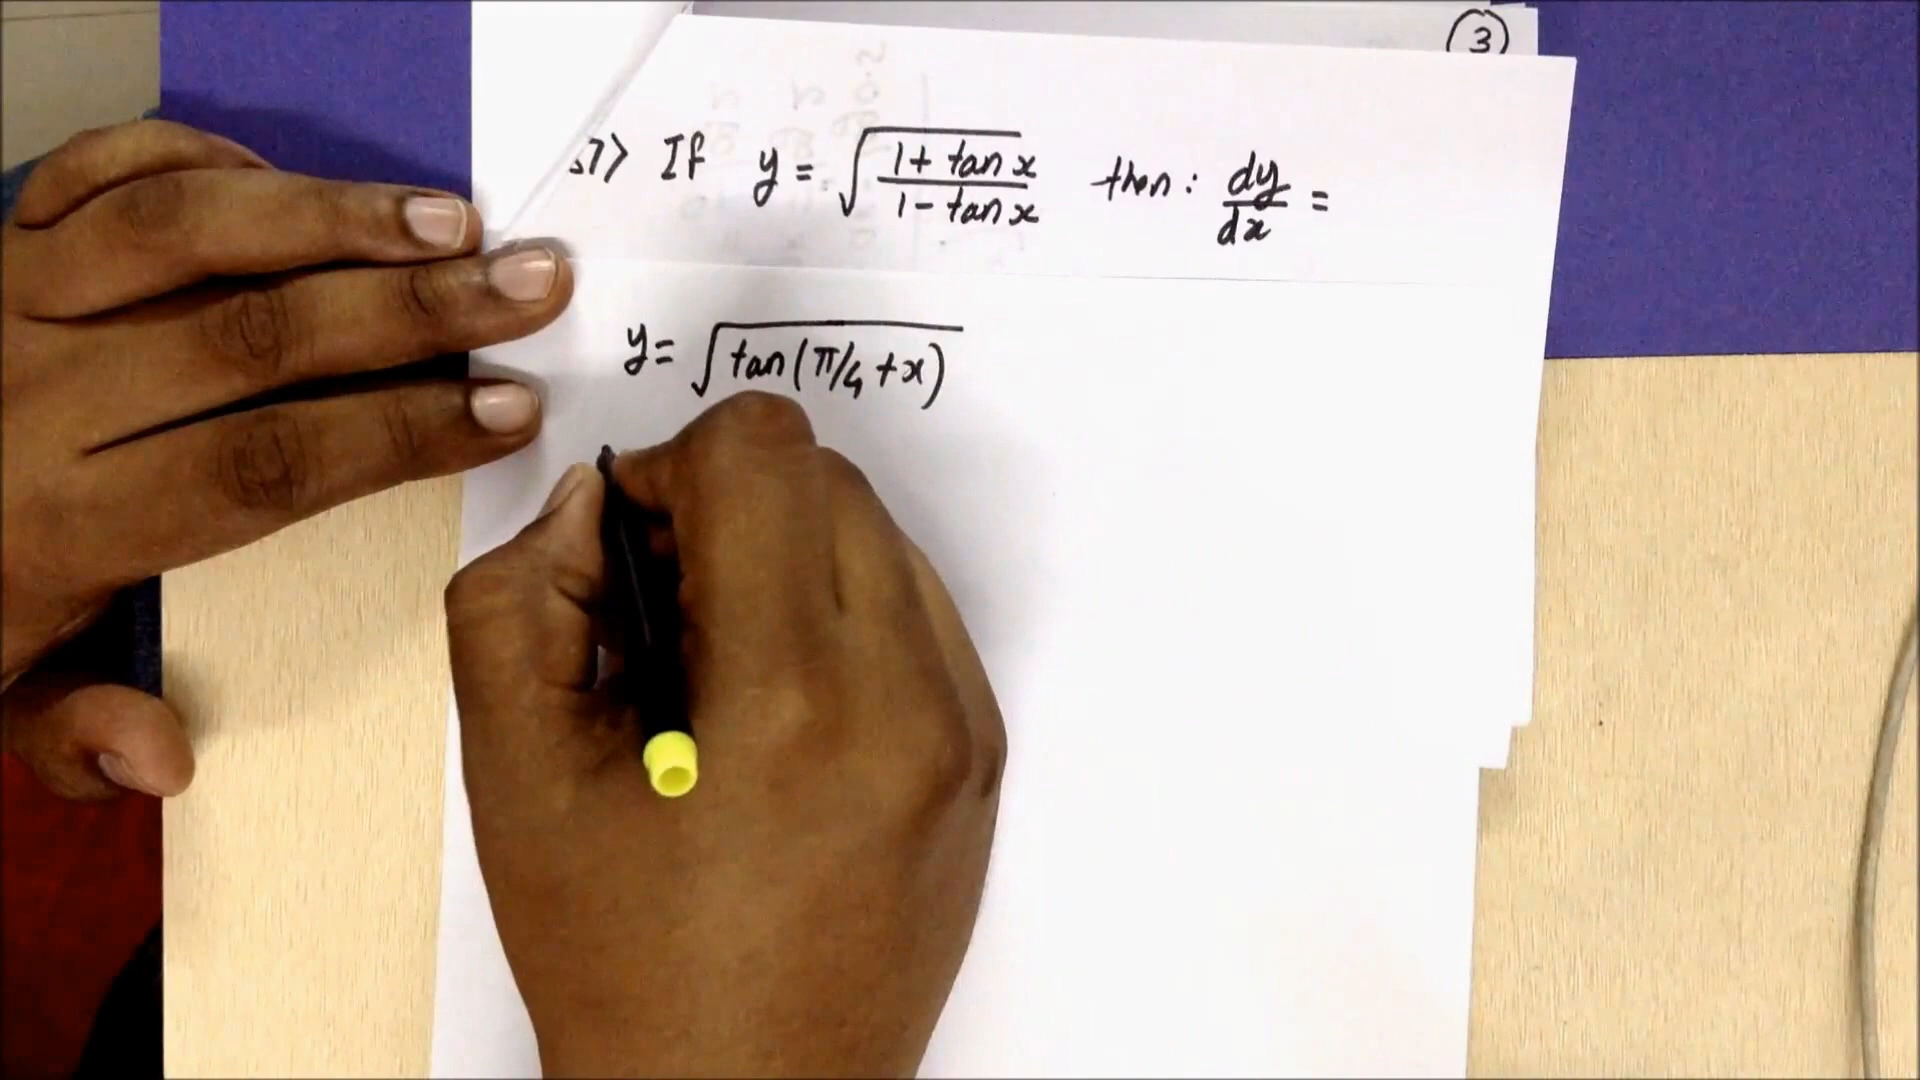 3
7> If y = √((1 + tan x)/(1 - tan x)) then : dy/dx =
y = √(tan(π/4 + x))